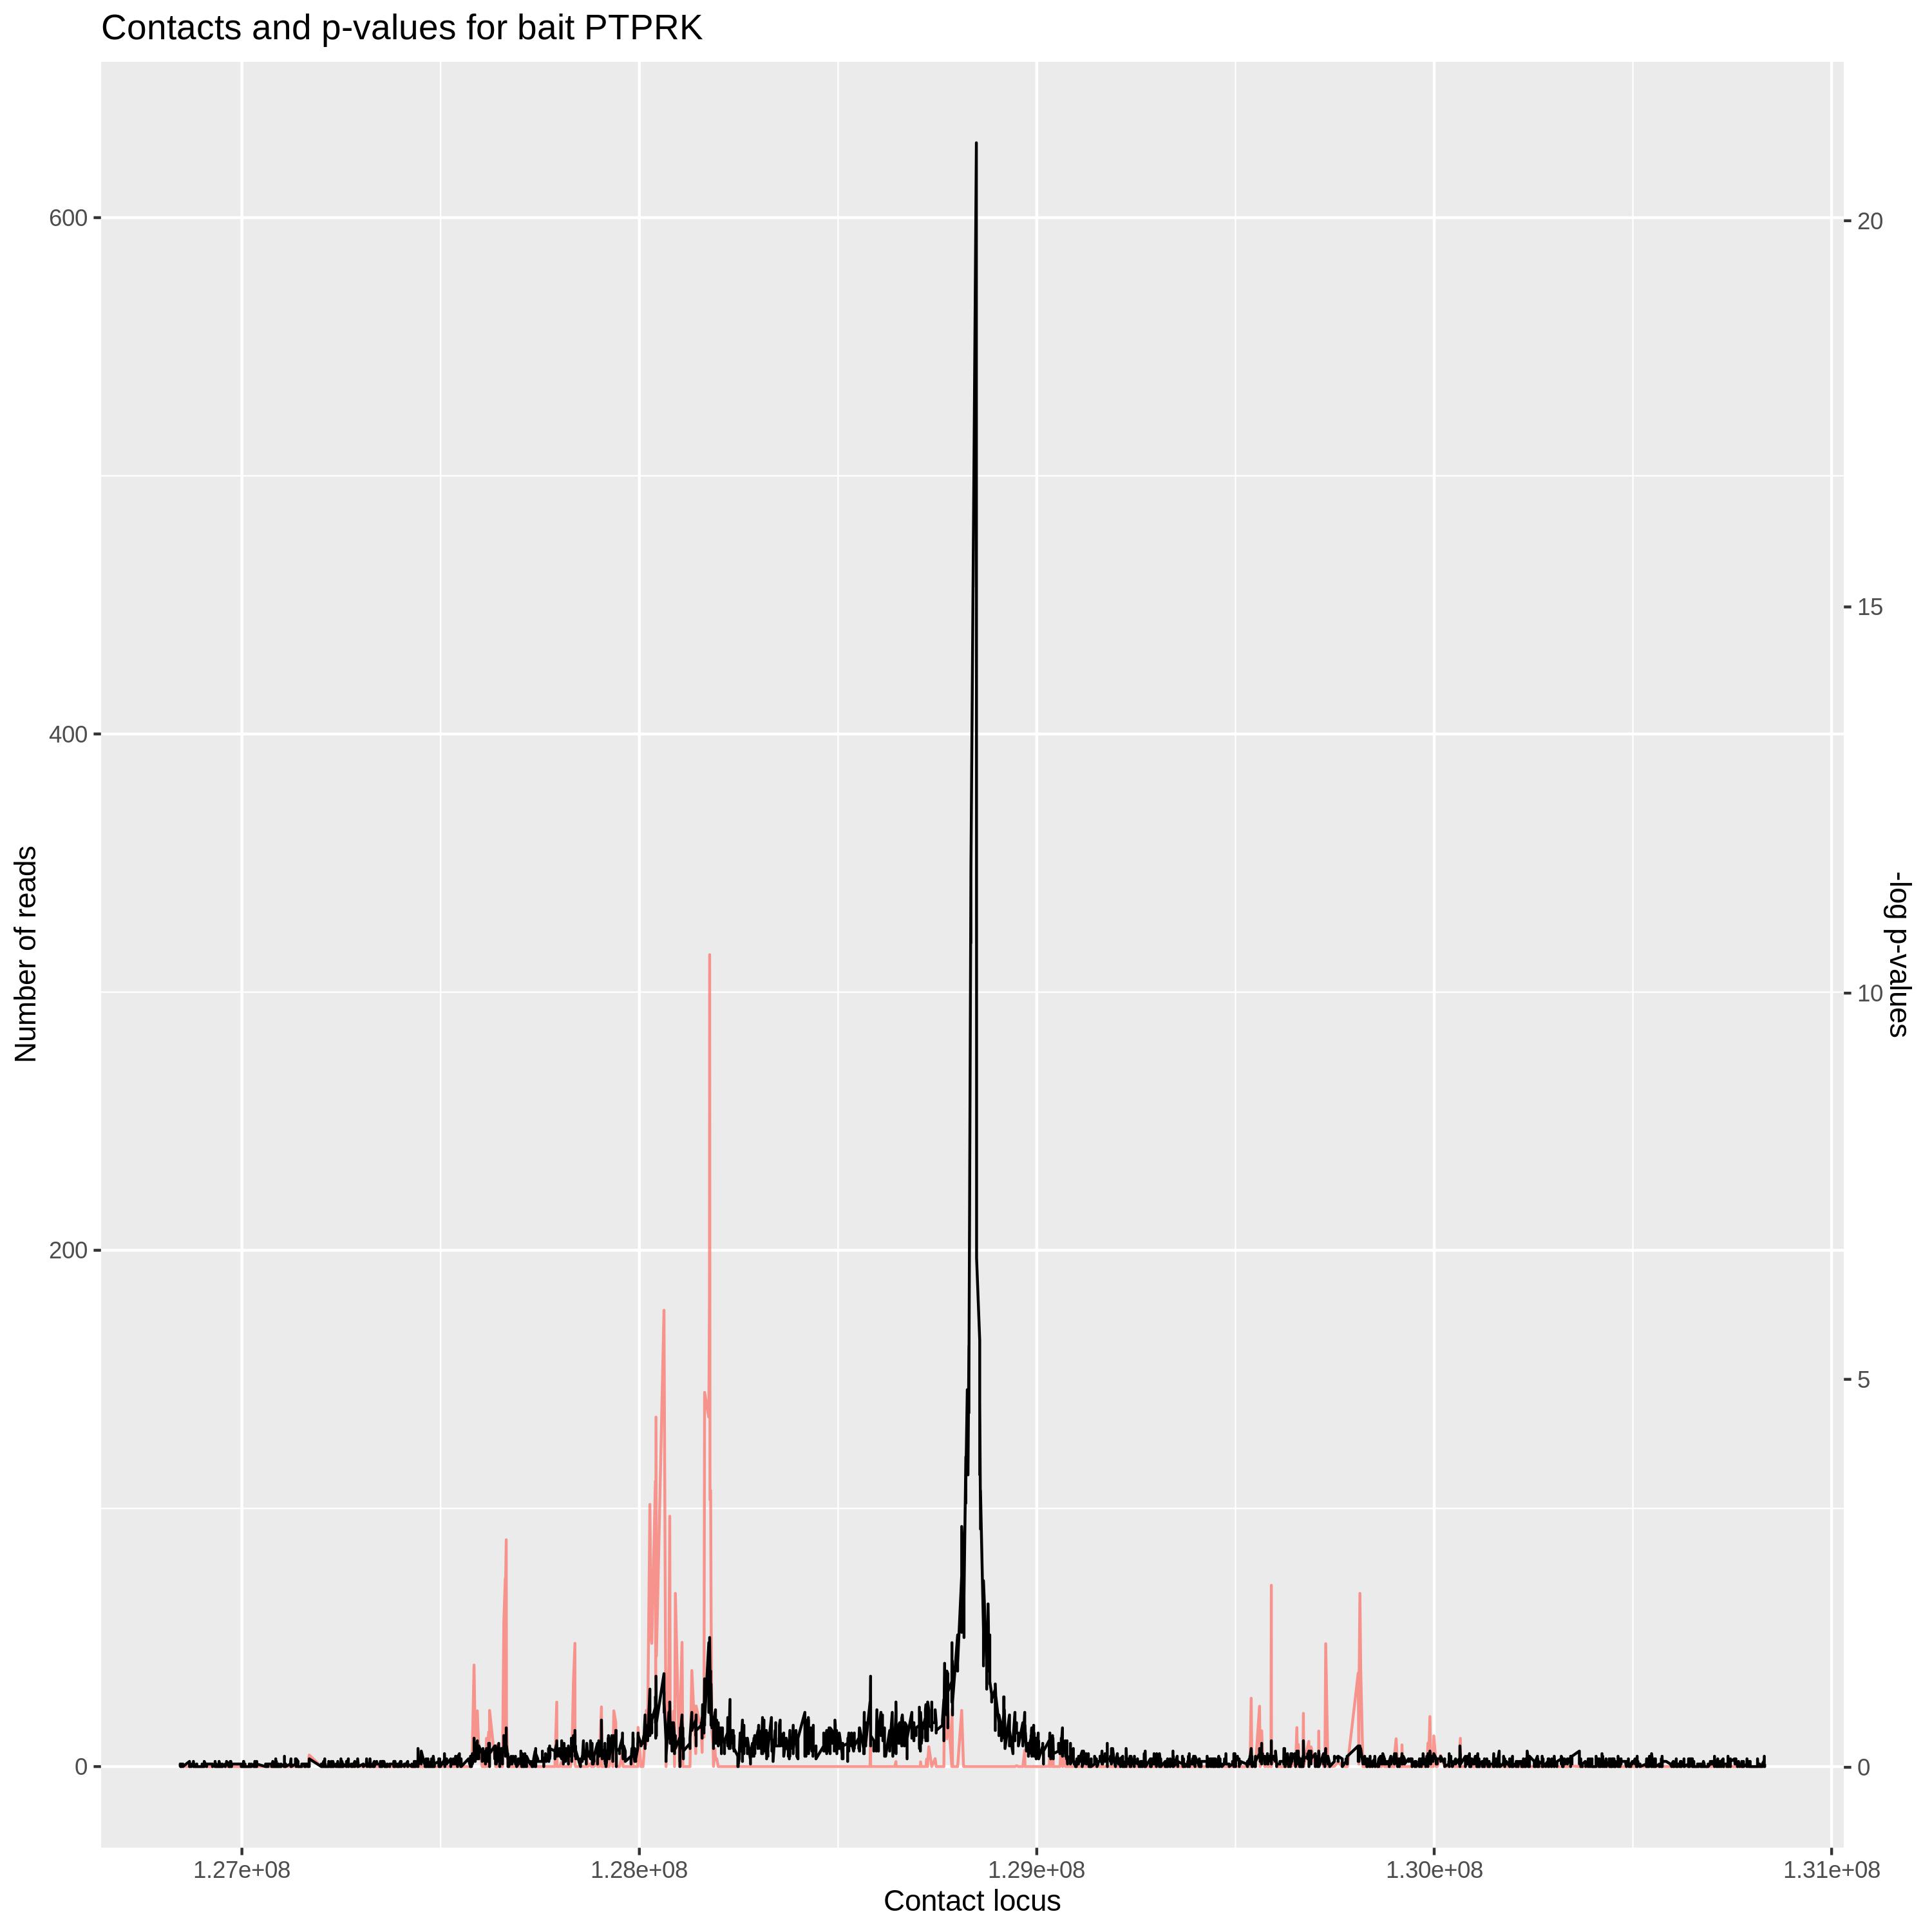 Contacts and p-values for bait PTPRK
Number of reads
600
400
200
0
20
15
10
5
0
-log p-values
1.27e+08
1.28e+08
1.29e+08
1.30e+08
1.31e+08
Contact locus